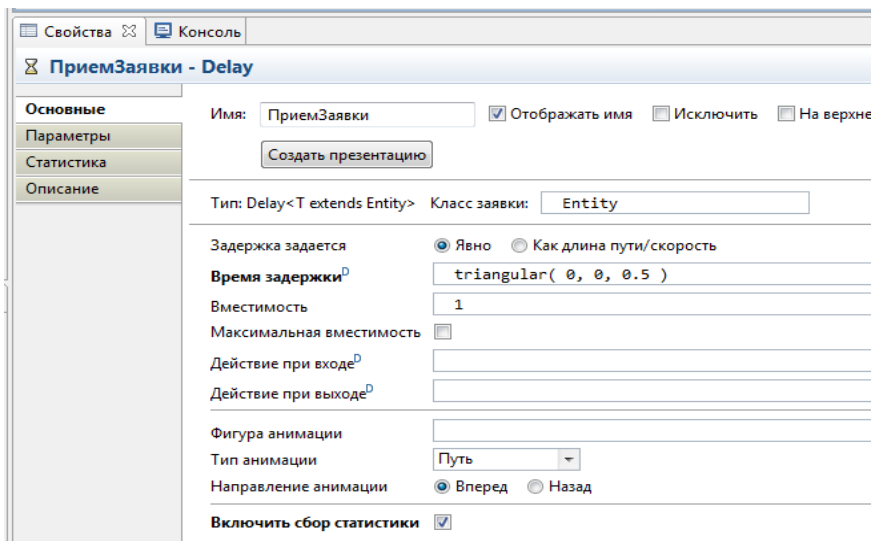 Свойства Консоль
ПриемЗаявки - Delay
Основные
Параметры
Статистика
Описание
Имя: ПриемЗаявки Отображать имя Исключить На верхне
Создать презентацию
Тип: Delay<T extends Entity> Класс заявки: Entity
Задержка задается Явно Как длина пути/скорость
Время задержкиD triangular( 0, 0, 0.5 )
Вместимость 1
Максимальная вместимость
Действие при входеD
Действие при выходеD
Фигура анимации
Тип анимации Путь
Направление анимации Вперед Назад
Включить сбор статистики